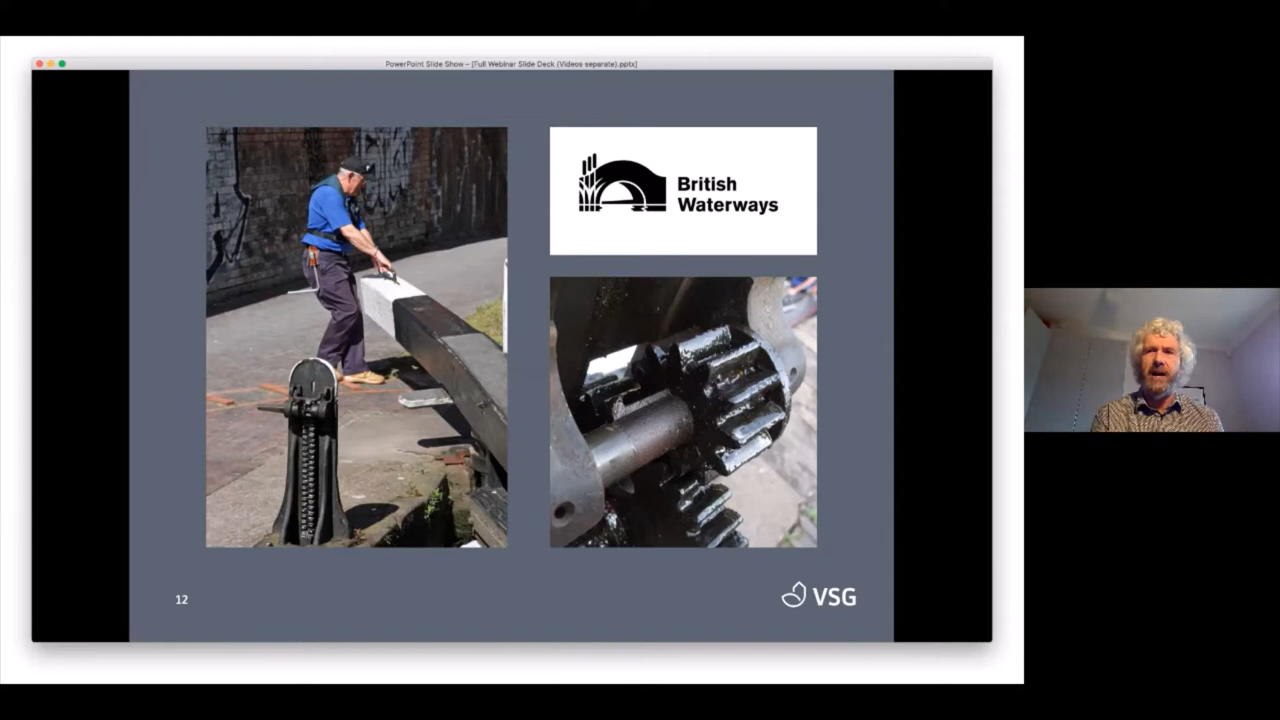 PowerPoint Slide Show – [Full Webinar Slide Deck (Videos separate).pptx]
British
Waterways
12
VSG